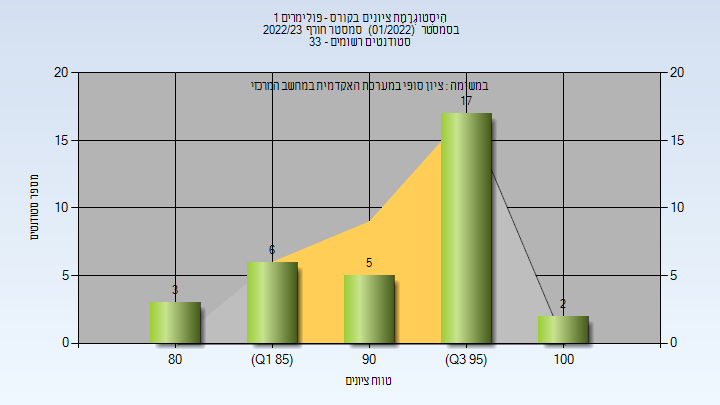 היסטוגרמת ציונים בקורס - פולימרים 1
בסמסטר (01/2022) סמסטר חורף 2022/23
סטודנטים רשומים - 33
במשימה : ציון סופי במערכת האקדמית במחשב המרכזי
מספר סטודנטים
20
15
10
5
0
20
15
10
5
0
3
6
5
17
2
80
(Q1 85)
90
(Q3 95)
100
טווח ציונים